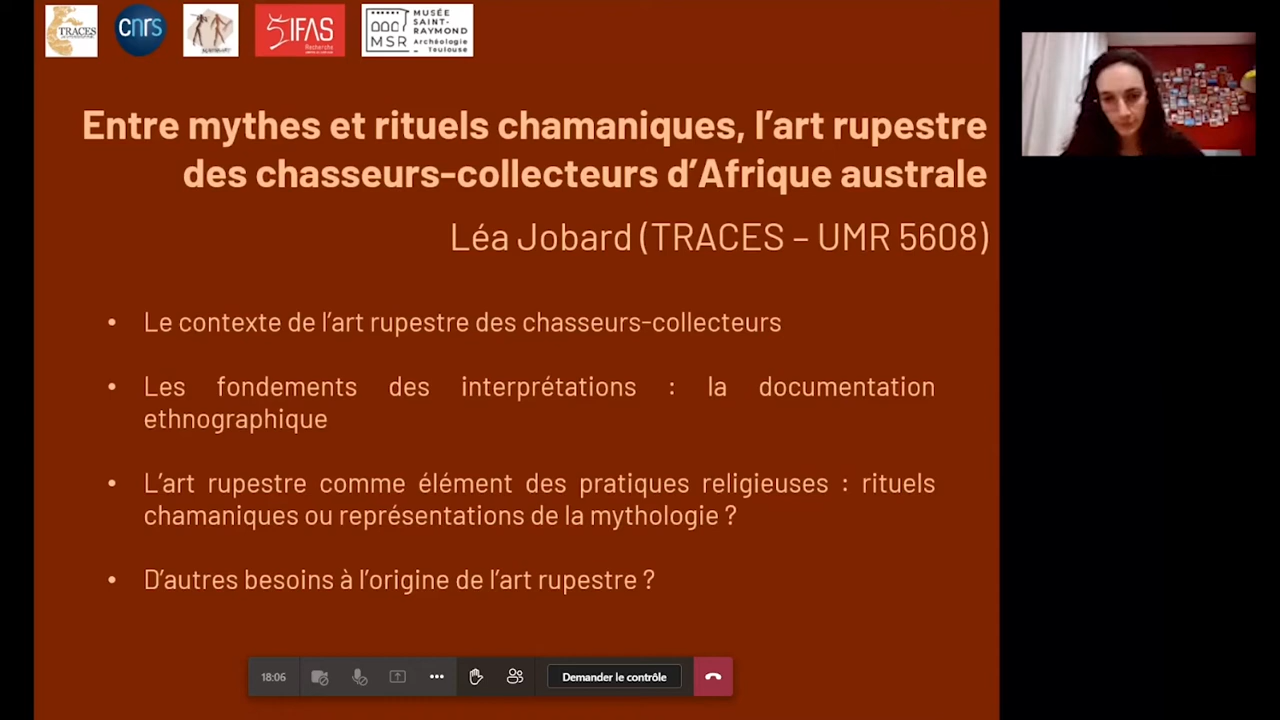 TRACES
cnrs
IFAS
Recherche
MSR
MUSÉE
SAINT-
RAYMOND
Archéologie
Toulouse
Entre mythes et rituels chamaniques, l’art rupestre
des chasseurs-collecteurs d’Afrique australe
Léa Jobard (TRACES – UMR 5608)
• Le contexte de l’art rupestre des chasseurs-collecteurs
• Les fondements des interprétations : la documentation
ethnographique
• L’art rupestre comme élément des pratiques religieuses : rituels
chamaniques ou représentations de la mythologie ?
• D’autres besoins à l’origine de l’art rupestre ?
18:06
Demander le contrôle